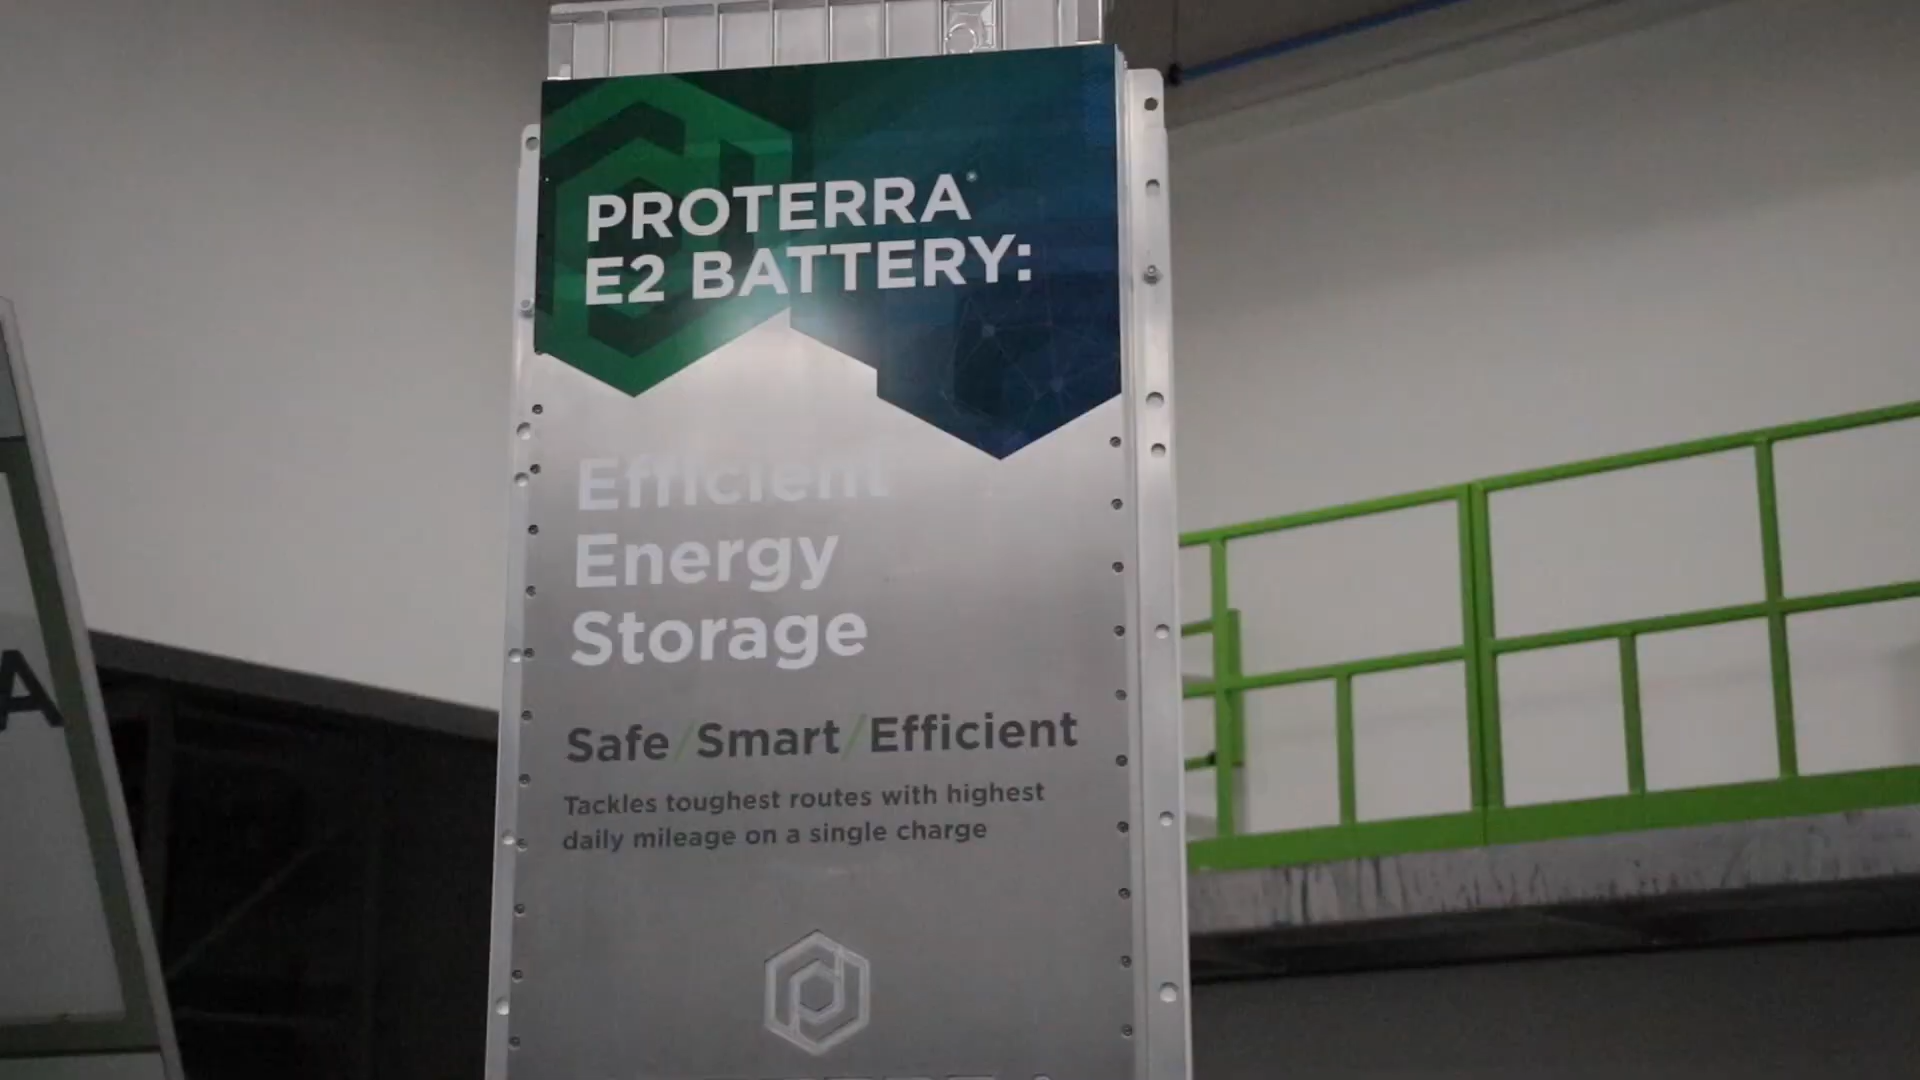 PROTERRA®
E2 BATTERY:
Efficient
Energy
Storage
Safe/Smart/Efficient
Tackles toughest routes with highest
daily mileage on a single charge
A